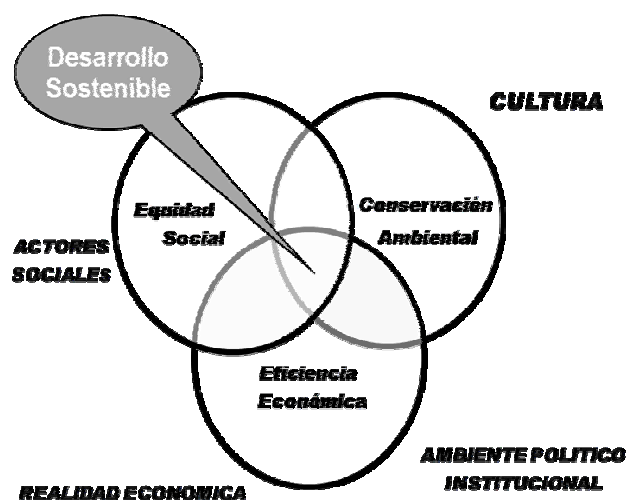 Desarrollo
Sostenible
CULTURA
Equidad
Social
Conservación
Ambiental
ACTORES
SOCIALES
Eficiencia
Económica
AMBIENTE POLITICO
INSTITUCIONAL
REALIDAD ECONOMICA